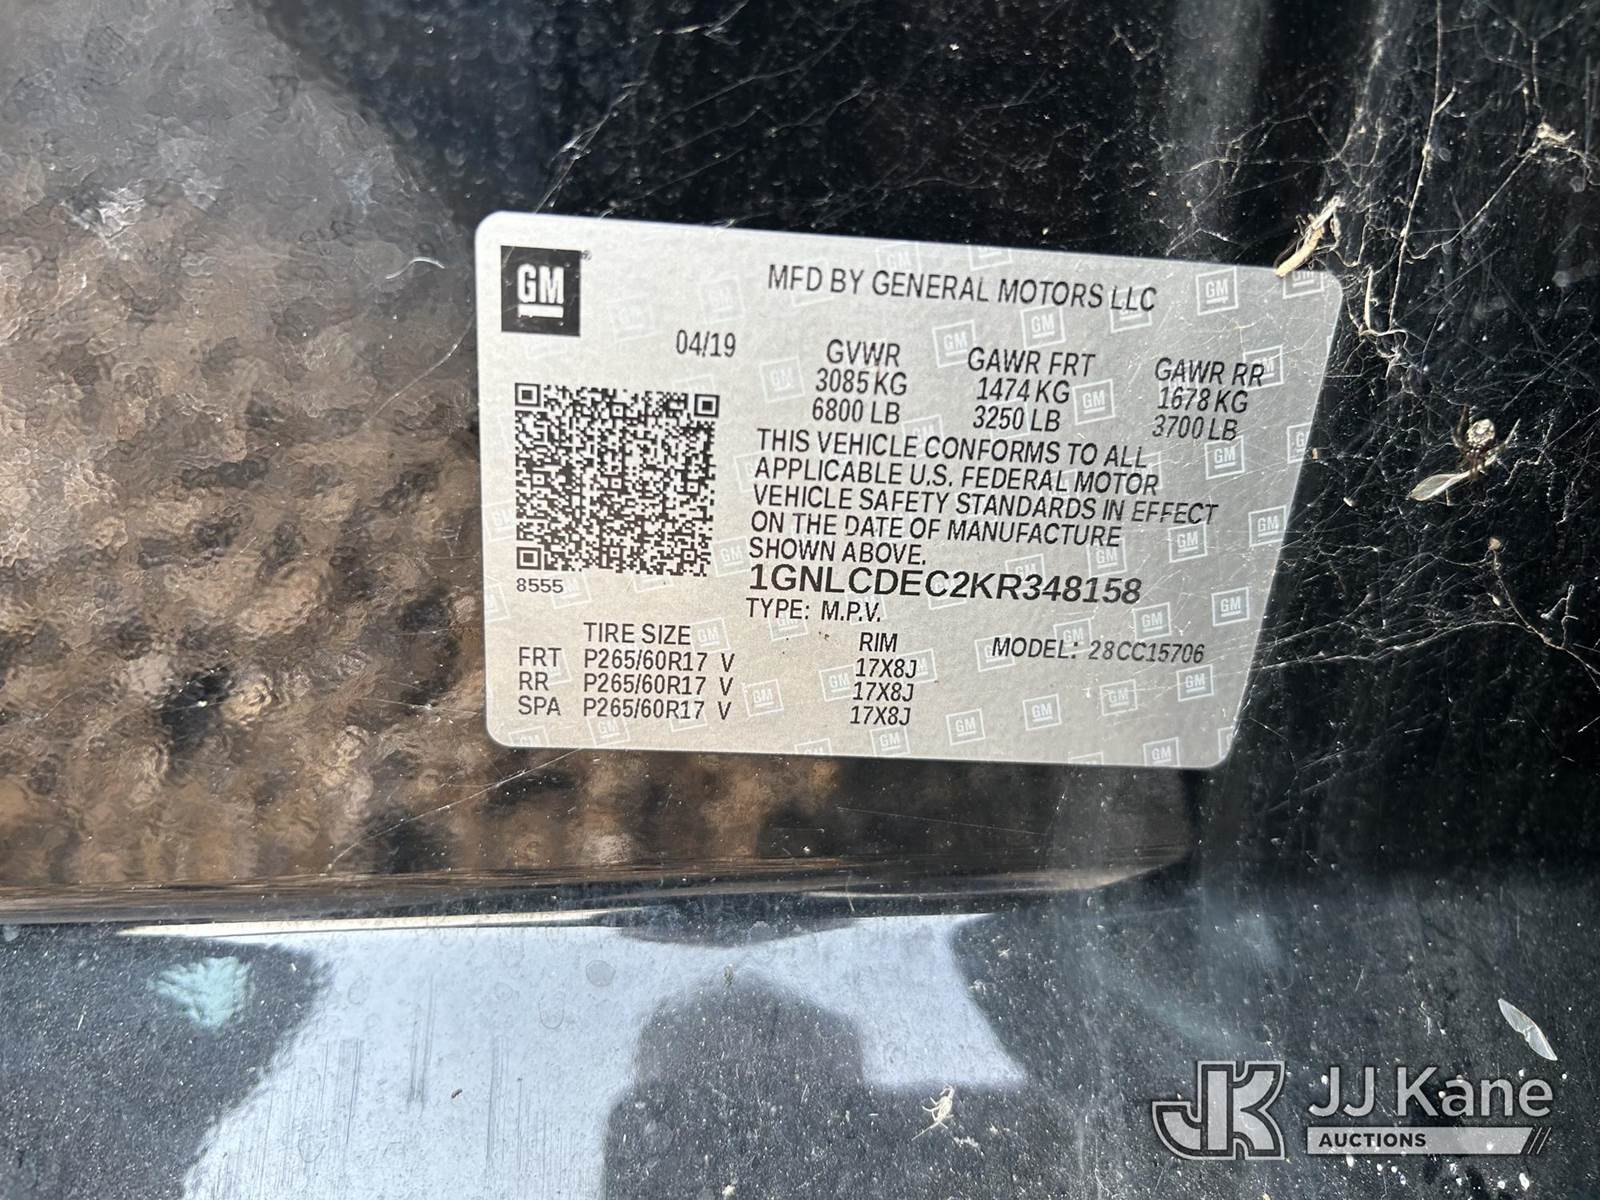 GM
MFD BY GENERAL MOTORS LLC
04/19
GVWR GAWR FRT GAWR RR
3085 KG 1474 KG 1678 KG
6800 LB 3250 LB 3700 LB
THIS VEHICLE CONFORMS TO ALL
APPLICABLE U.S. FEDERAL MOTOR
VEHICLE SAFETY STANDARDS IN EFFECT
ON THE DATE OF MANUFACTURE
SHOWN ABOVE.
8555
1GNLCDEC2KR348158
TYPE: M.P.V.
MODEL: 28CC15706
TIRE SIZE RIM
FRT P265/60R17 V 17X8J
RR P265/60R17 V 17X8J
SPA P265/60R17 V 17X8J
JK JJ Kane
AUCTIONS